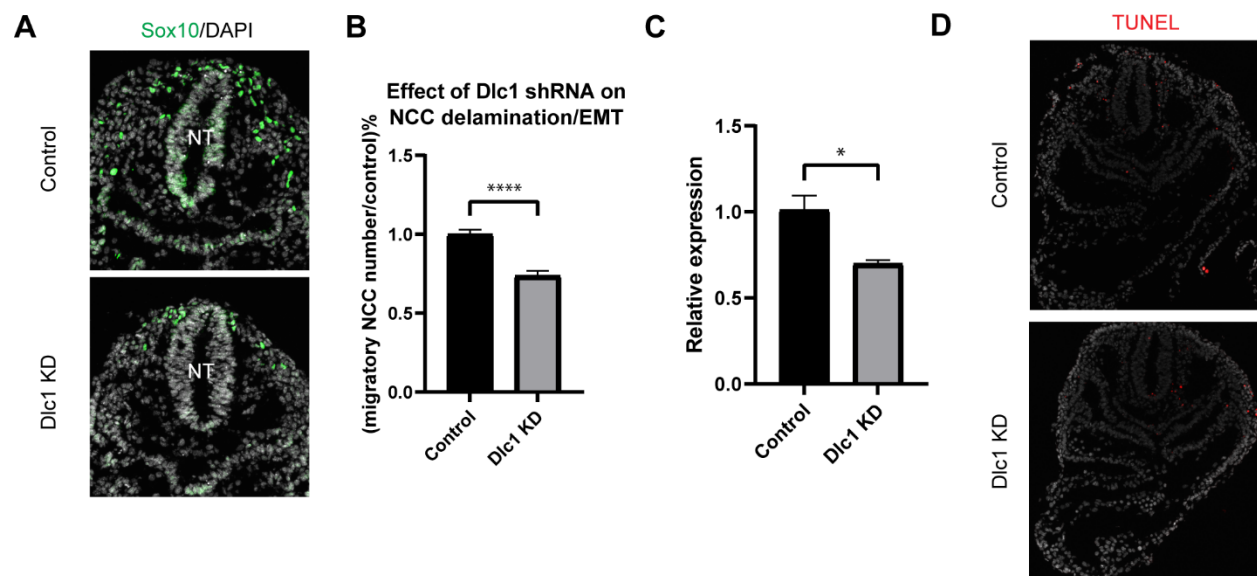 A
Sox10/DAPI
Control
NT
Dlc1 KD
NT
B
Effect of Dlc1 shRNA on
NCC delamination/EMT
(migratory NCC number/control)%
1.5
1.0
0.5
0.0
****
Control
Dlc1 KD
C
Relative expression
1.5
1.0
0.5
0.0
*
Control
Dlc1 KD
D
TUNEL
Control
Dlc1 KD